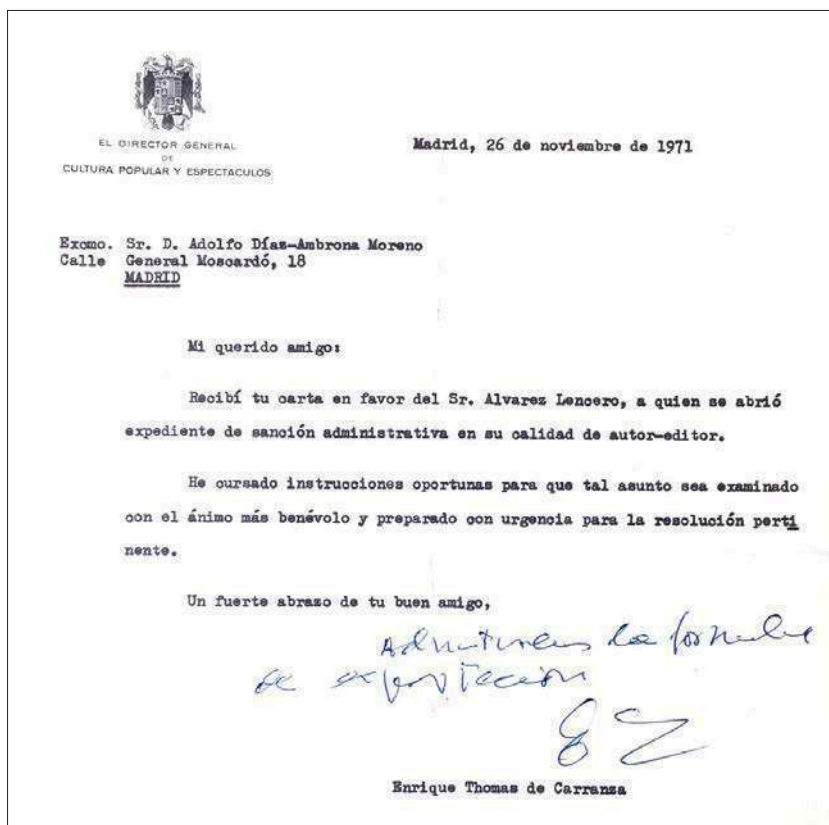 EL DIRECTOR GENERAL
DE
CULTURA POPULAR Y ESPECTACULOS
Madrid, 26 de noviembre de 1971
Excmo. Sr. D. Adolfo Díaz-Ambrona Moreno
Calle General Moscardó, 18
MADRID
Mi querido amigo:
Recibí tu carta en favor del Sr. Alvarez Lencero, a quien se abrió
expediente de sanción administrativa en su calidad de autor-editor.
He cursado instrucciones oportunas para que tal asunto sea examinado
con el ánimo más benévolo y preparado con urgencia para la resolución perti
nente.
Un fuerte abrazo de tu buen amigo,
la formula
de exportación
Enrique Thomas de Carranza